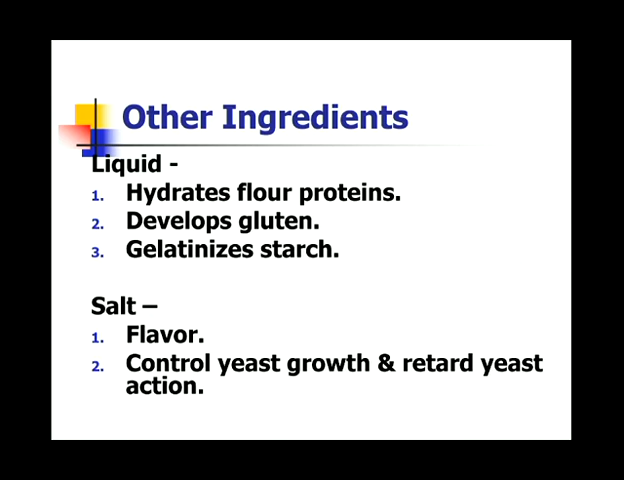 Other Ingredients
Liquid -
1. Hydrates flour proteins.
2. Develops gluten.
3. Gelatinizes starch.
Salt –
1. Flavor.
2. Control yeast growth & retard yeast
action.